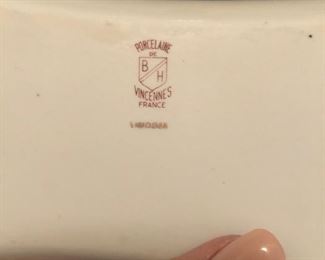 PORCELAINE
DE
B H
VINCENNES
FRANCE